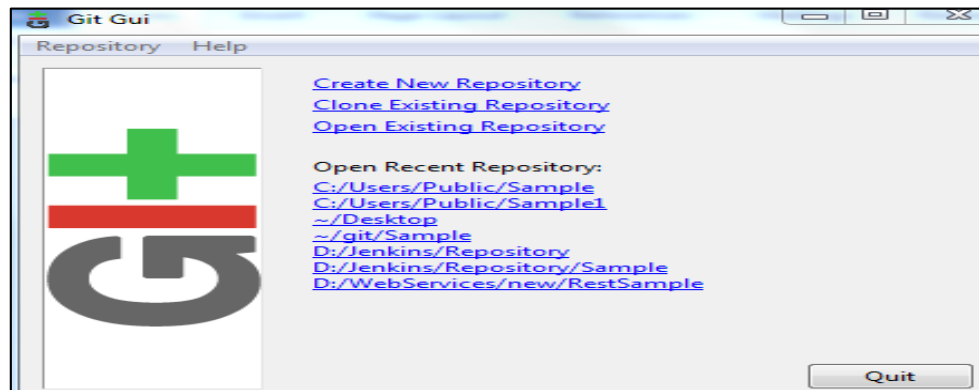 Git Gui
Repository Help
Create New Repository
Clone Existing Repository
Open Existing Repository
Open Recent Repository:
C:/Users/Public/Sample
C:/Users/Public/Sample1
~/Desktop
~/git/Sample
D:/Jenkins/Repository
D:/Jenkins/Repository/Sample
D:/WebServices/new/RestSample
Git
Quit